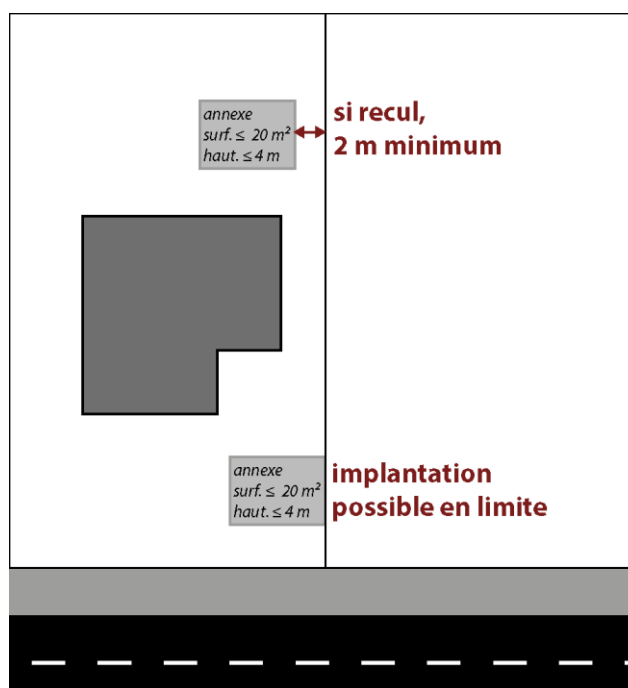 annexe
surf. ≤ 20 m²
haut. ≤ 4 m
si recul,
2 m minimum
annexe
surf. ≤ 20 m²
haut. ≤ 4 m
implantation
possible en limite